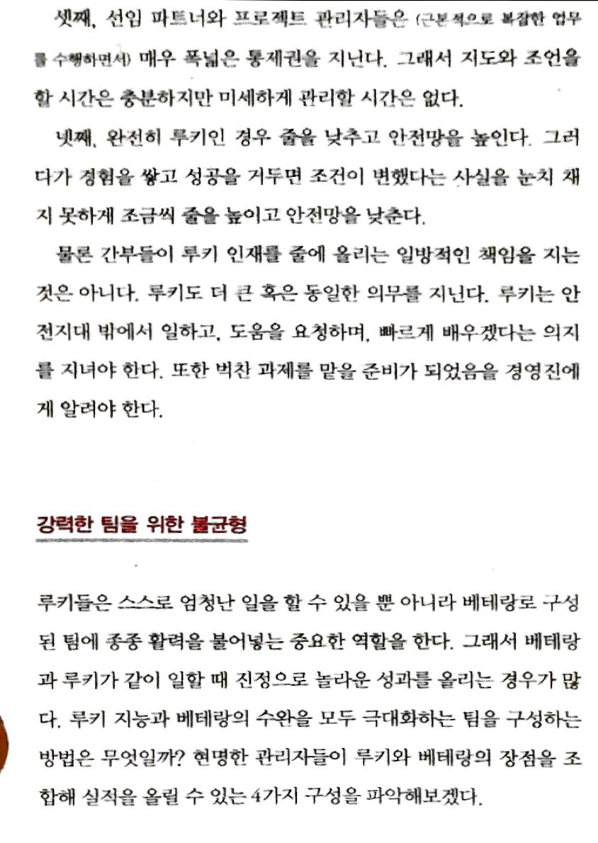 셋째, 선임 파트너와 프로젝트 관리자들은 (근본적으로 복잡한 업무
를 수행하면서) 매우 폭넓은 통제권을 지닌다. 그래서 지도와 조언을
할 시간은 충분하지만 미세하게 관리할 시간은 없다.
넷째, 완전히 루키인 경우 줄을 낮추고 안전망을 높인다. 그러
다가 경험을 쌓고 성공을 거두면 조건이 변했다는 사실을 눈치 채
지 못하게 조금씩 줄을 높이고 안전망을 낮춘다.
물론 간부들이 루키 인재를 줄에 올리는 일방적인 책임을 지는
것은 아니다. 루키도 더 큰 혹은 동일한 의무를 지닌다. 루키는 안
전지대 밖에서 일하고, 도움을 요청하며, 빠르게 배우겠다는 의지
를 지녀야 한다. 또한 벅찬 과제를 맡을 준비가 되었음을 경영진에
게 알려야 한다.
강력한 팀을 위한 불균형
루키들은 스스로 엄청난 일을 할 수 있을 뿐 아니라 베테랑로 구성
된 팀에 종종 활력을 불어넣는 중요한 역할을 한다. 그래서 베테랑
과 루키가 같이 일할 때 진정으로 놀라운 성과를 올리는 경우가 많
다. 루키 지능과 베테랑의 수완을 모두 극대화하는 팀을 구성하는
방법은 무엇일까? 현명한 관리자들이 루키와 베테랑의 장점을 조
합해 실적을 올릴 수 있는 4가지 구성을 파악해보겠다.